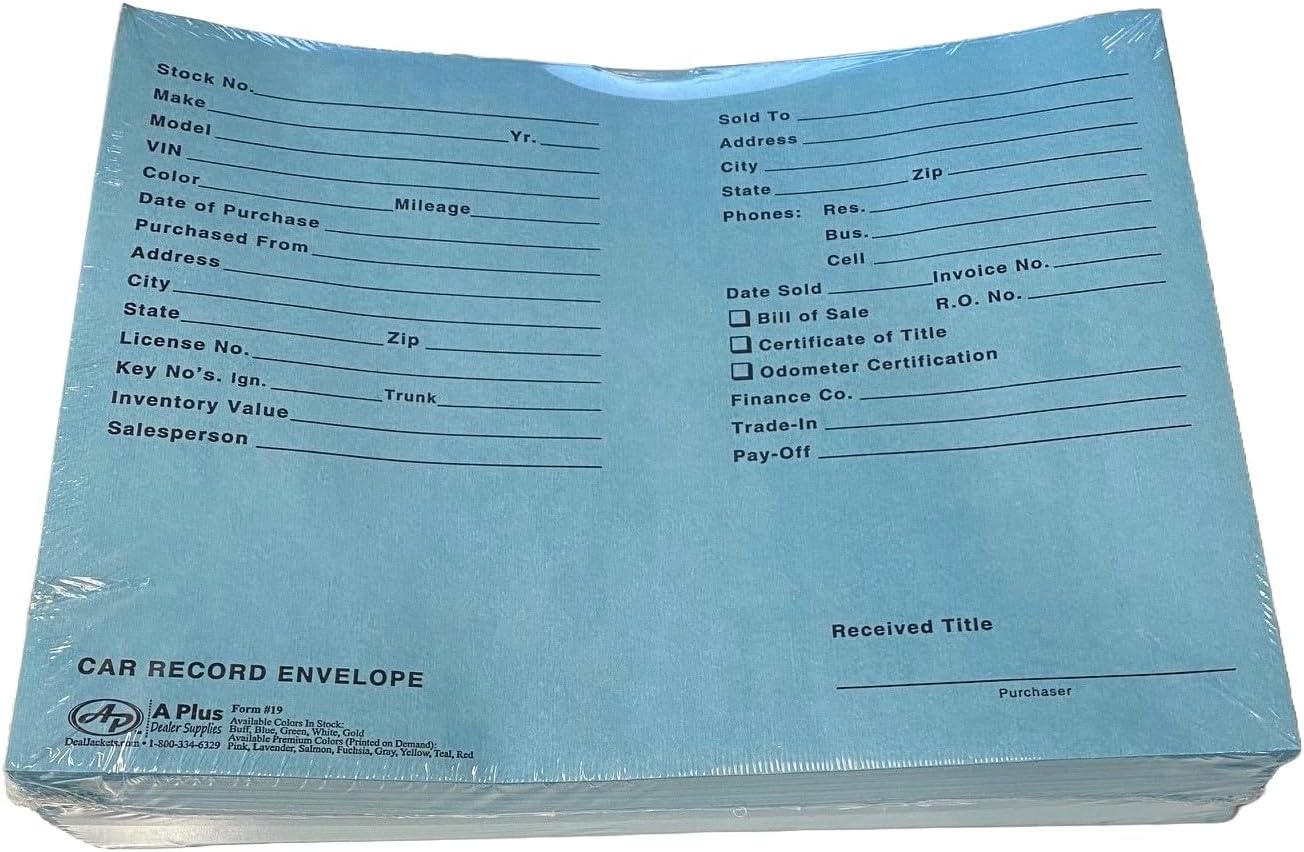 Stock No.
Make
Model Yr.
VIN
Color Mileage
Date of Purchase
Purchased From
Address
City
State Zip
License No.
Key No's. Ign. Trunk
Inventory Value
Salesperson
Sold To
Address
City
State Zip
Phones: Res.
Bus.
Cell
Date Sold Invoice No.
Bill of Sale R.O. No.
Certificate of Title
Odometer Certification
Finance Co.
Trade-In
Pay-Off
Received Title
Purchaser
CAR RECORD ENVELOPE
AP A Plus Form #19
Dealer Supplies Available Colors In Stock:
Buff, Blue, Green, White, Gold
Available Premium Colors (Printed on Demand):
DealJackets.com • 1-800-334-6329 Pink, Lavender, Salmon, Fuchsia, Gray, Yellow, Teal, Red